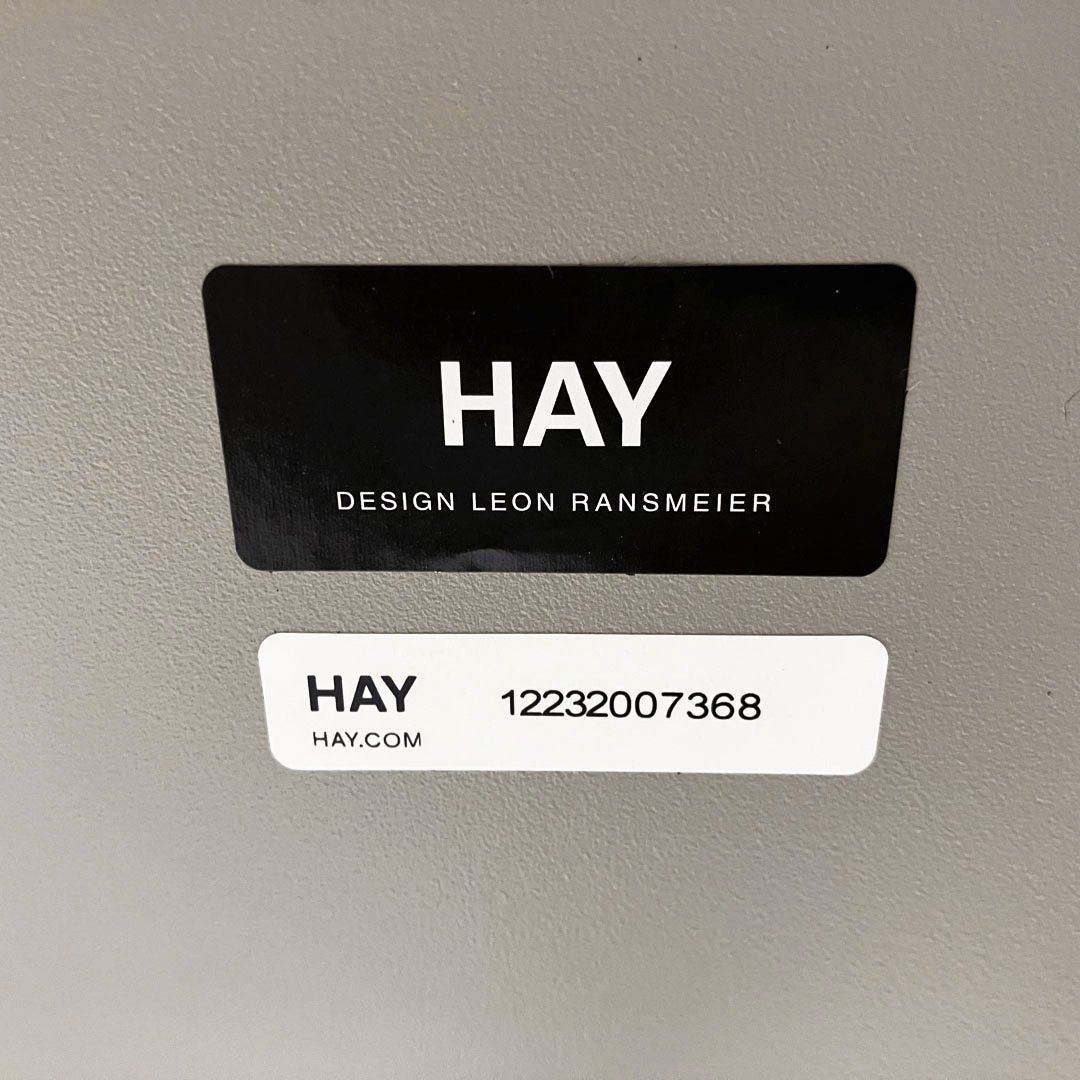 HAY
DESIGN LEON RANSMEIER
HAY 12232007368
HAY.COM